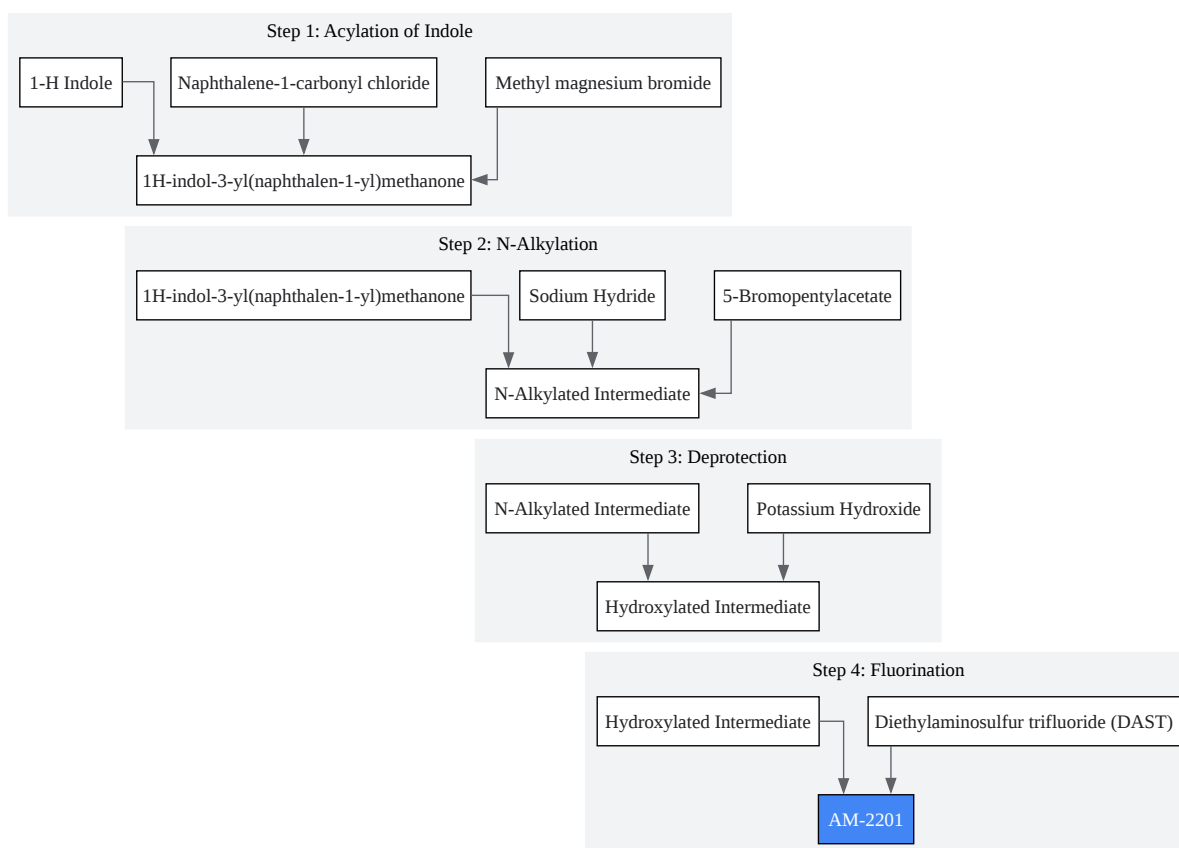 Step 1: Acylation of Indole
1-H Indole
Naphthalene-1-carbonyl chloride
Methyl magnesium bromide
1H-indol-3-yl(naphthalen-1-yl)methanone
Step 2: N-Alkylation
1H-indol-3-yl(naphthalen-1-yl)methanone
Sodium Hydride
5-Bromopentylacetate
N-Alkylated Intermediate
Step 3: Deprotection
N-Alkylated Intermediate
Potassium Hydroxide
Hydroxylated Intermediate
Step 4: Fluorination
Hydroxylated Intermediate
Diethylaminosulfur trifluoride (DAST)
AM-2201